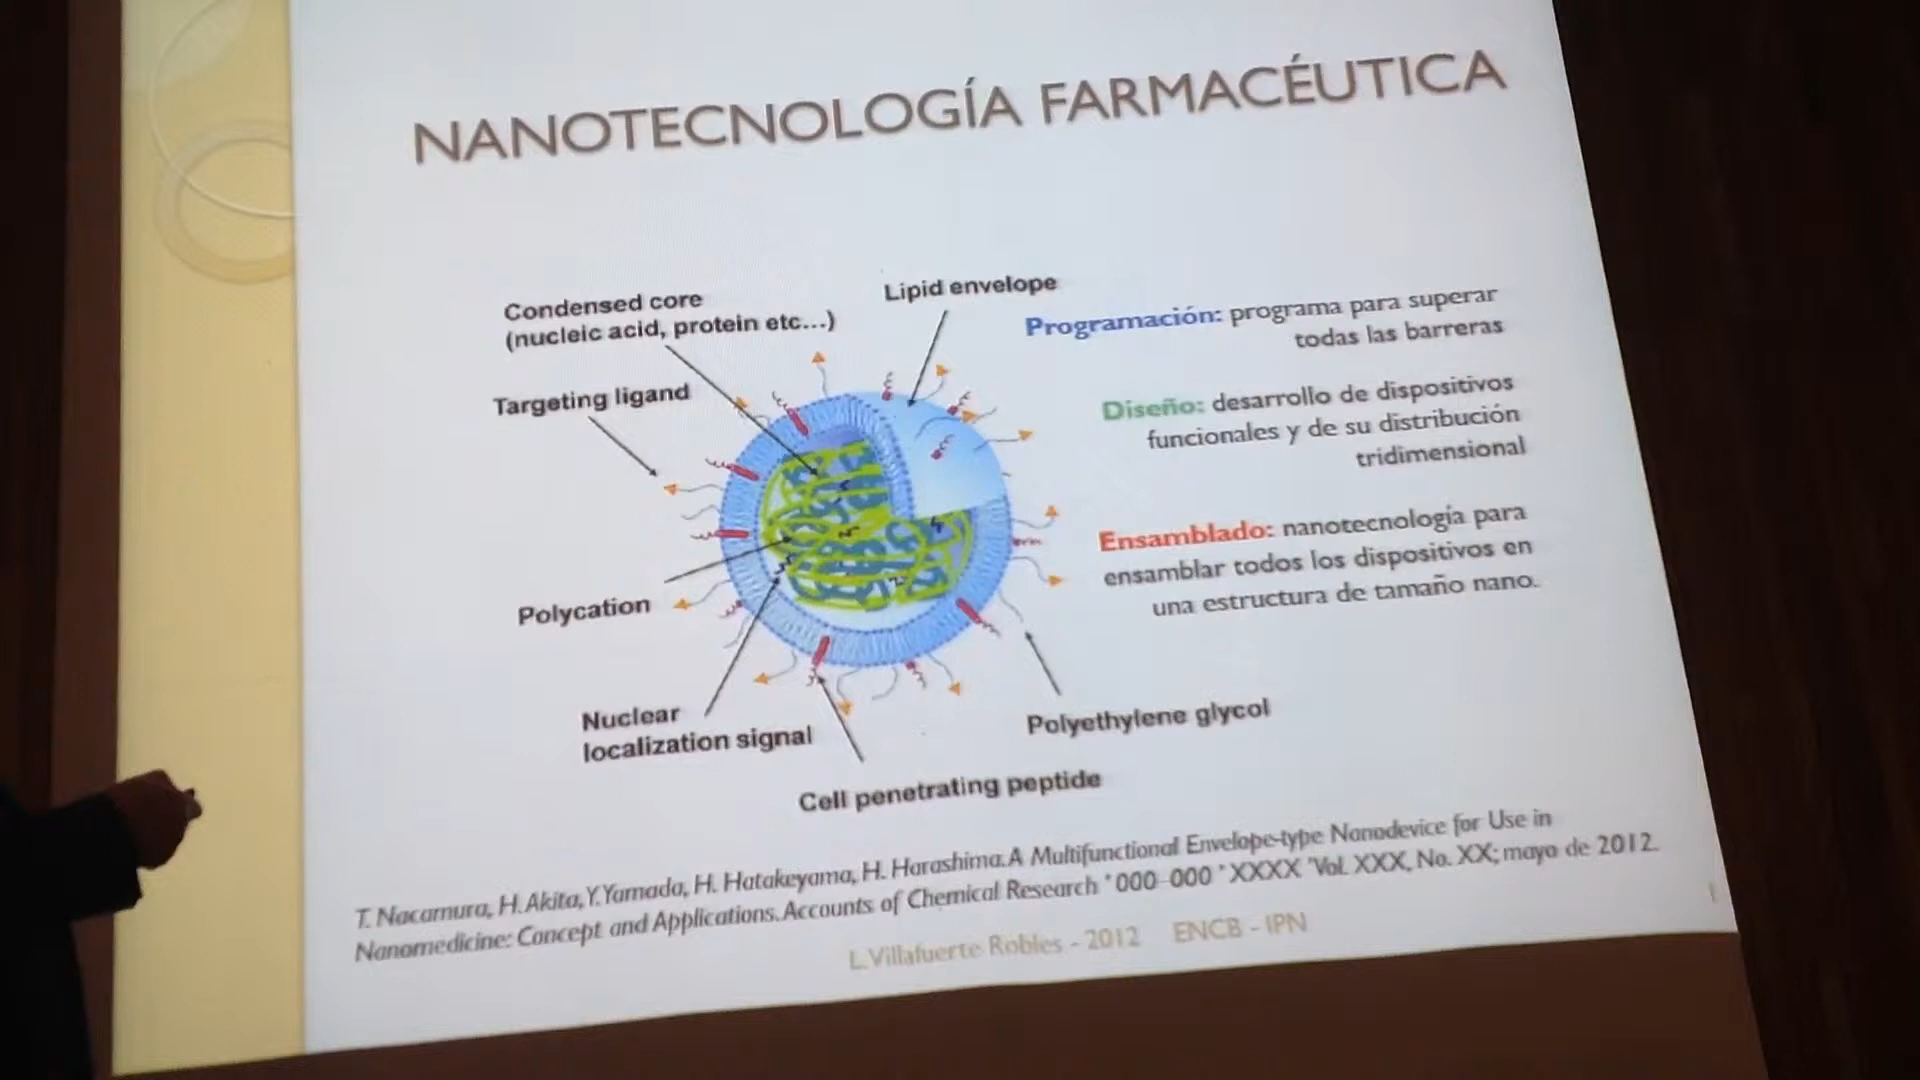 NANOTECNOLOGÍA FARMACÉUTICA
Condensed core
(nucleic acid, protein etc...)
Lipid envelope
Targeting ligand
Polycation
Nuclear
localization signal
Cell penetrating peptide
Polyethylene glycol
Programación: programa para superar
todas las barreras
Diseño: desarrollo de dispositivos
funcionales y de su distribución
tridimensional
Ensamblado: nanotecnología para
ensamblar todos los dispositivos en
una estructura de tamaño nano.
T. Nacamura, H. Akita, Y. Yamada, H. Hatakeyama, H. Harashima. A Multifunctional Envelope-type Nanodevice for Use in
Nanomedicine: Concept and Applications. Accounts of Chemical Research * 000-000 * XXXX *Vol. XXX, No. XX; mayo de 2012.
L. Villafuerte Robles - 2012 ENCB - IPN